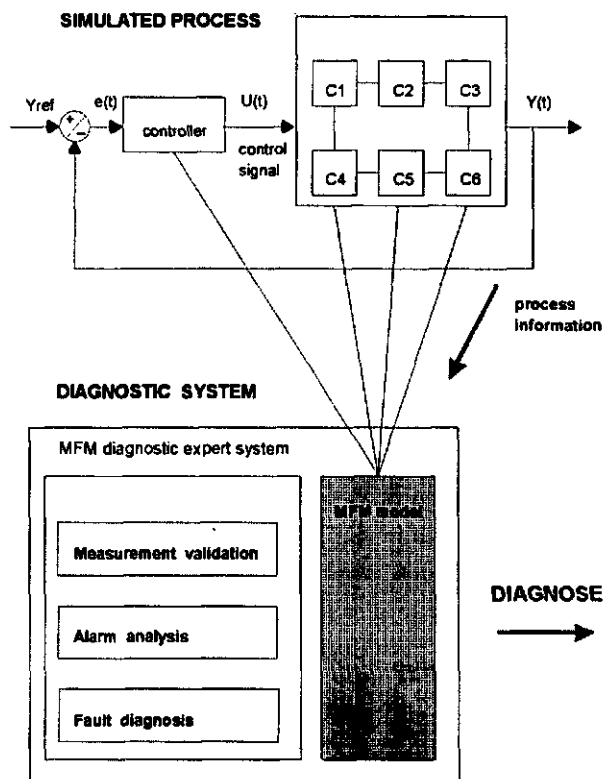 SIMULATED PROCESS
Yref
e(t)
+
−
controller
U(t)
control
signal
C1
C2
C3
C4
C5
C6
Y(t)
process
information
DIAGNOSTIC SYSTEM
MFM diagnostic expert system
Measurement validation
Alarm analysis
Fault diagnosis
MFM model
DIAGNOSE